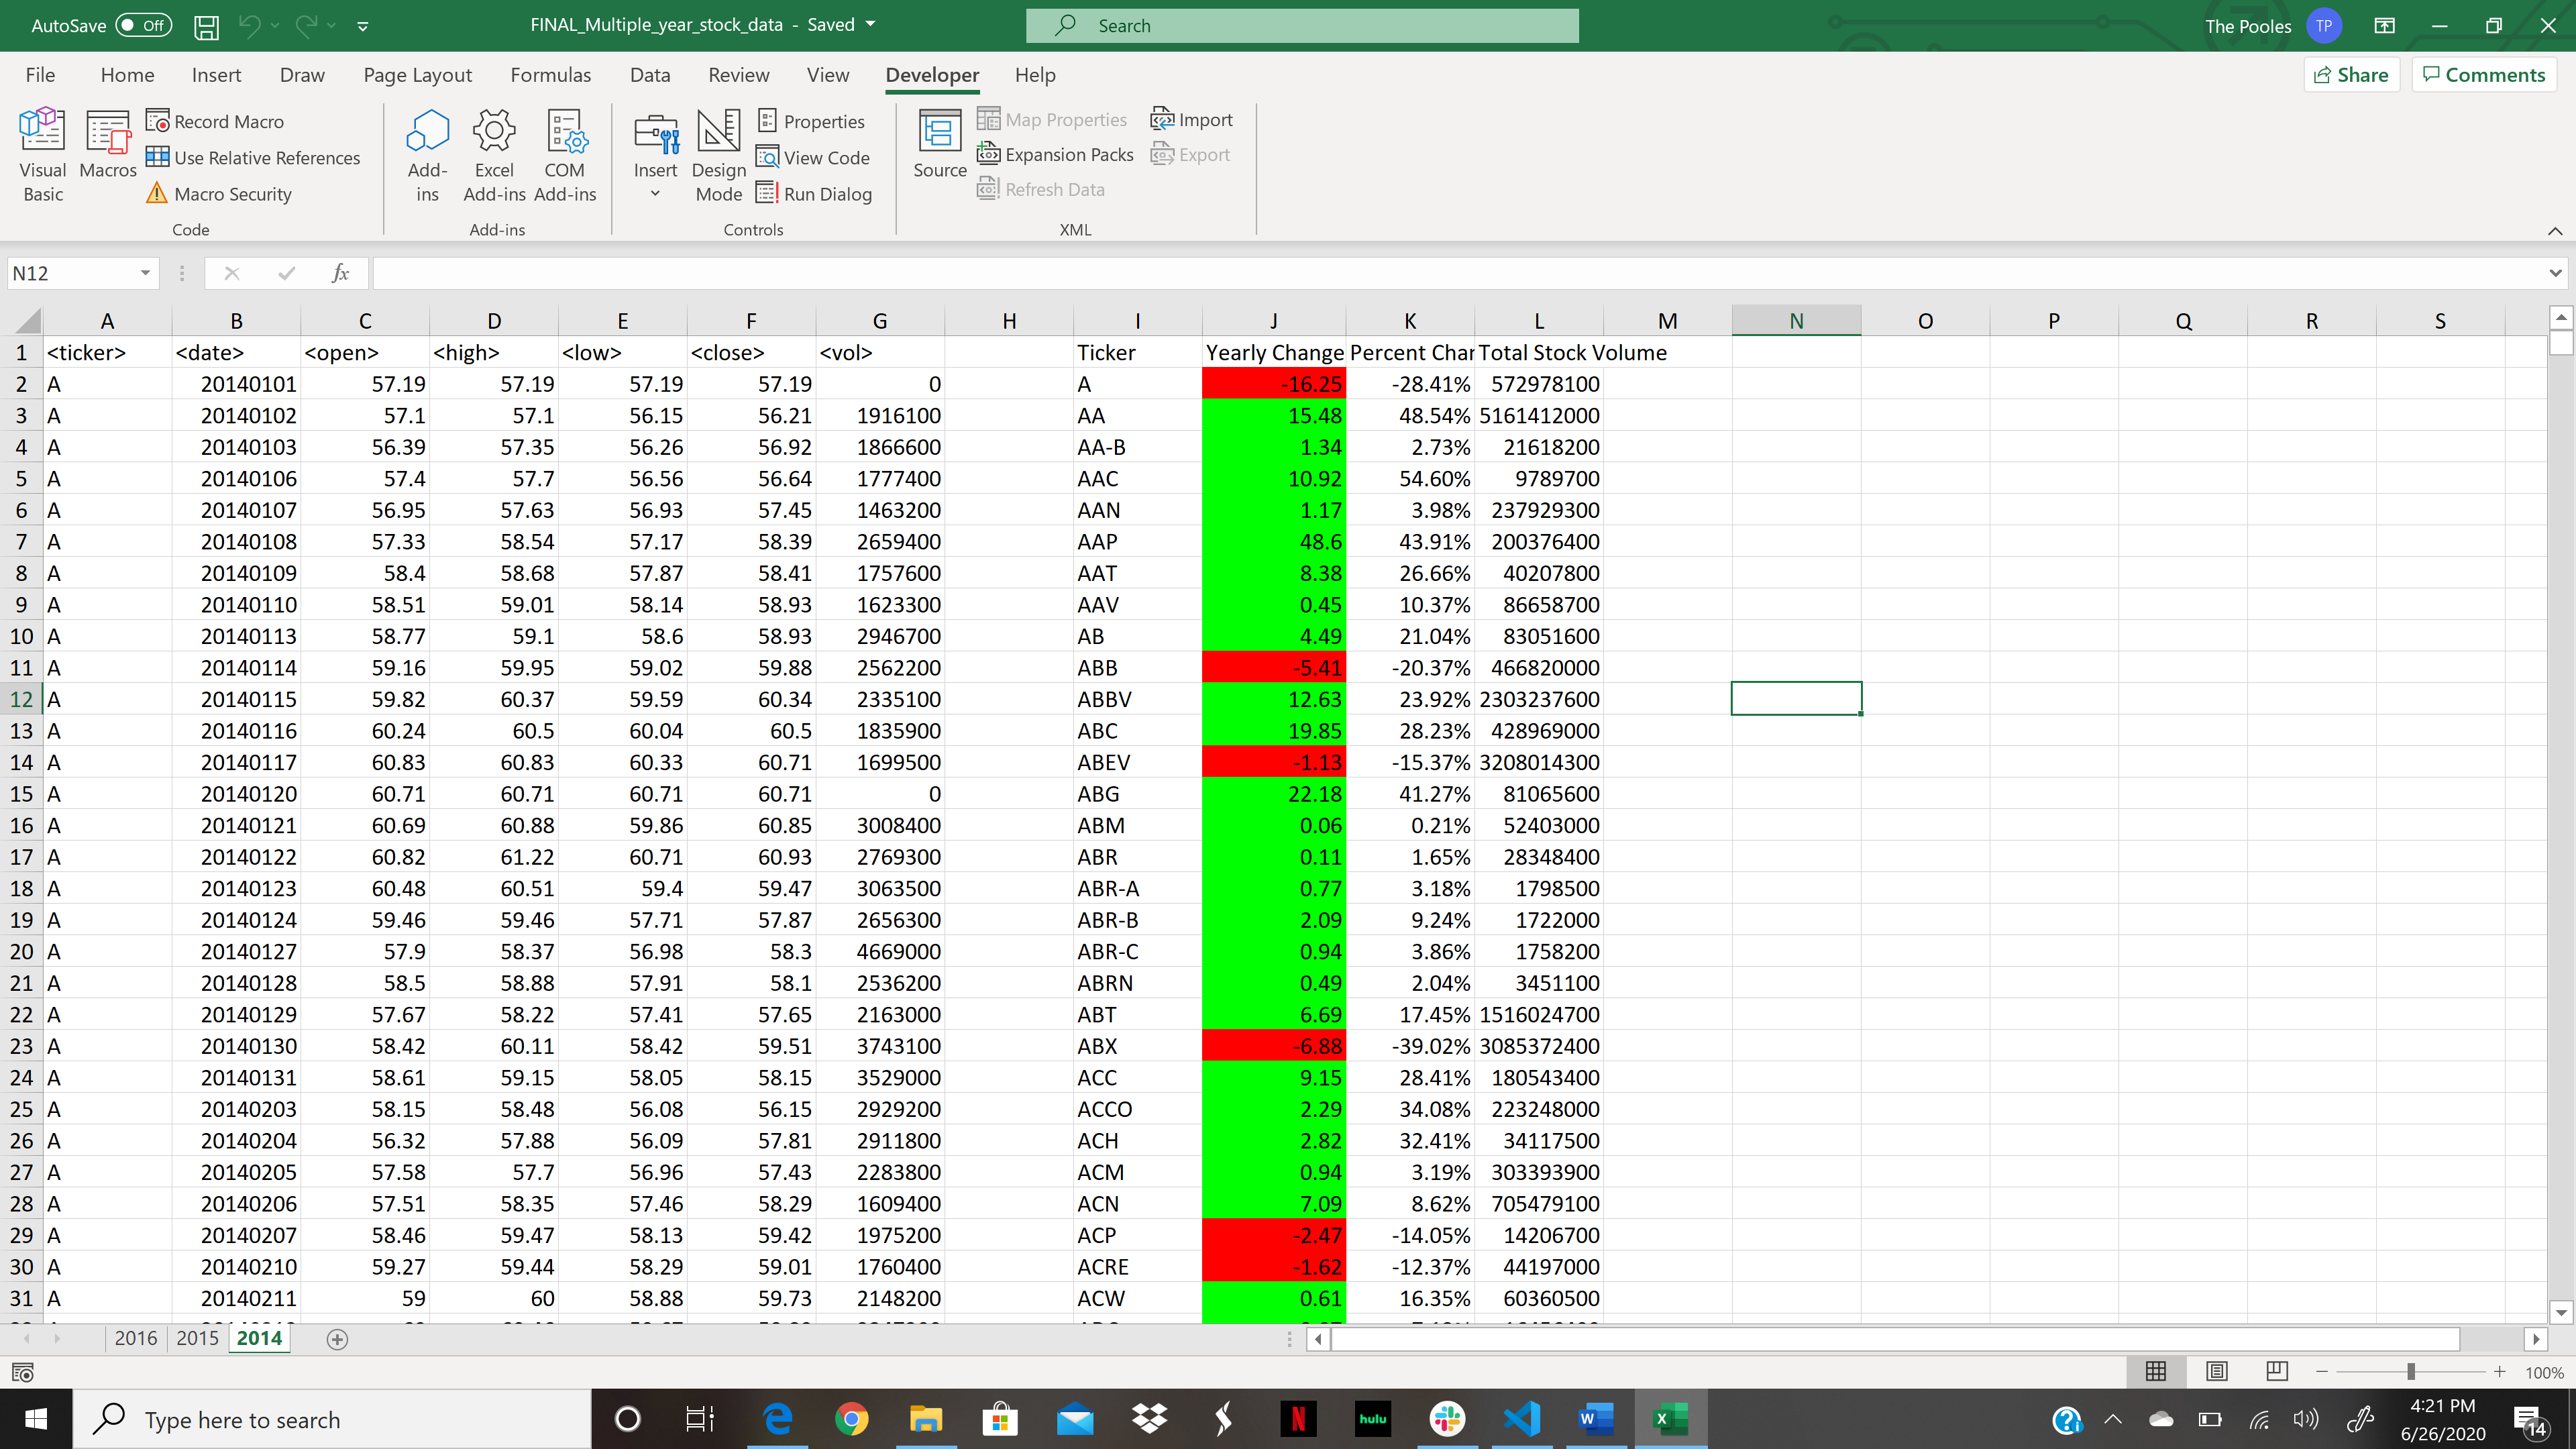 AutoSave Off FINAL_Multiple_year_stock_data - Saved Search The Pooles TP
File Home Insert Draw Page Layout Formulas Data Review View Developer Help Share Comments
Visual Basic Macros Record Macro Use Relative References Macro Security Code
Add-ins Excel Add-ins COM Add-ins Add-ins
Insert Design Mode Properties View Code Run Dialog Controls
Source Map Properties Expansion Packs Refresh Data Import Export XML
N12 fx
A B C D E F G H I J K L M N O P Q R S
1 <ticker> <date> <open> <high> <low> <close> <vol> Ticker Yearly Change Percent Char Total Stock Volume
2 A 20140101 57.19 57.19 57.19 57.19 0 A -16.25 -28.41% 572978100
3 A 20140102 57.1 57.1 56.15 56.21 1916100 AA 15.48 48.54% 5161412000
4 A 20140103 56.39 57.35 56.26 56.92 1866600 AA-B 1.34 2.73% 21618200
5 A 20140106 57.4 57.7 56.56 56.64 1777400 AAC 10.92 54.60% 9789700
6 A 20140107 56.95 57.63 56.93 57.45 1463200 AAN 1.17 3.98% 237929300
7 A 20140108 57.33 58.54 57.17 58.39 2659400 AAP 48.6 43.91% 200376400
8 A 20140109 58.4 58.68 57.87 58.41 1757600 AAT 8.38 26.66% 40207800
9 A 20140110 58.51 59.01 58.14 58.93 1623300 AAV 0.45 10.37% 86658700
10 A 20140113 58.77 59.1 58.6 58.93 2946700 AB 4.49 21.04% 83051600
11 A 20140114 59.16 59.95 59.02 59.88 2562200 ABB -5.41 -20.37% 466820000
12 A 20140115 59.82 60.37 59.59 60.34 2335100 ABBV 12.63 23.92% 2303237600
13 A 20140116 60.24 60.5 60.04 60.5 1835900 ABC 19.85 28.23% 428969000
14 A 20140117 60.83 60.83 60.33 60.71 1699500 ABEV -1.13 -15.37% 3208014300
15 A 20140120 60.71 60.71 60.71 60.71 0 ABG 22.18 41.27% 81065600
16 A 20140121 60.69 60.88 59.86 60.85 3008400 ABM 0.06 0.21% 52403000
17 A 20140122 60.82 61.22 60.71 60.93 2769300 ABR 0.11 1.65% 28348400
18 A 20140123 60.48 60.51 59.4 59.47 3063500 ABR-A 0.77 3.18% 1798500
19 A 20140124 59.46 59.46 57.71 57.87 2656300 ABR-B 2.09 9.24% 1722000
20 A 20140127 57.9 58.37 56.98 58.3 4669000 ABR-C 0.94 3.86% 1758200
21 A 20140128 58.5 58.88 57.91 58.1 2536200 ABRN 0.49 2.04% 3451100
22 A 20140129 57.67 58.22 57.41 57.65 2163000 ABT 6.69 17.45% 1516024700
23 A 20140130 58.42 60.11 58.42 59.51 3743100 ABX -6.88 -39.02% 3085372400
24 A 20140131 58.61 59.15 58.05 58.15 3529000 ACC 9.15 28.41% 180543400
25 A 20140203 58.15 58.48 56.08 56.15 2929200 ACCO 2.29 34.08% 223248000
26 A 20140204 56.32 57.88 56.09 57.81 2911800 ACH 2.82 32.41% 34117500
27 A 20140205 57.58 57.7 56.96 57.43 2283800 ACM 0.94 3.19% 303393900
28 A 20140206 57.51 58.35 57.46 58.29 1609400 ACN 7.09 8.62% 705479100
29 A 20140207 58.46 59.47 58.13 59.42 1975200 ACP -2.47 -14.05% 14206700
30 A 20140210 59.27 59.44 58.29 59.01 1760400 ACRE -1.62 -12.37% 44197000
31 A 20140211 59 60 58.88 59.73 2148200 ACW 0.61 16.35% 60360500
2016 2015 2014
100%
Type here to search N hulu W X 4:21 PM
6/26/2020 14